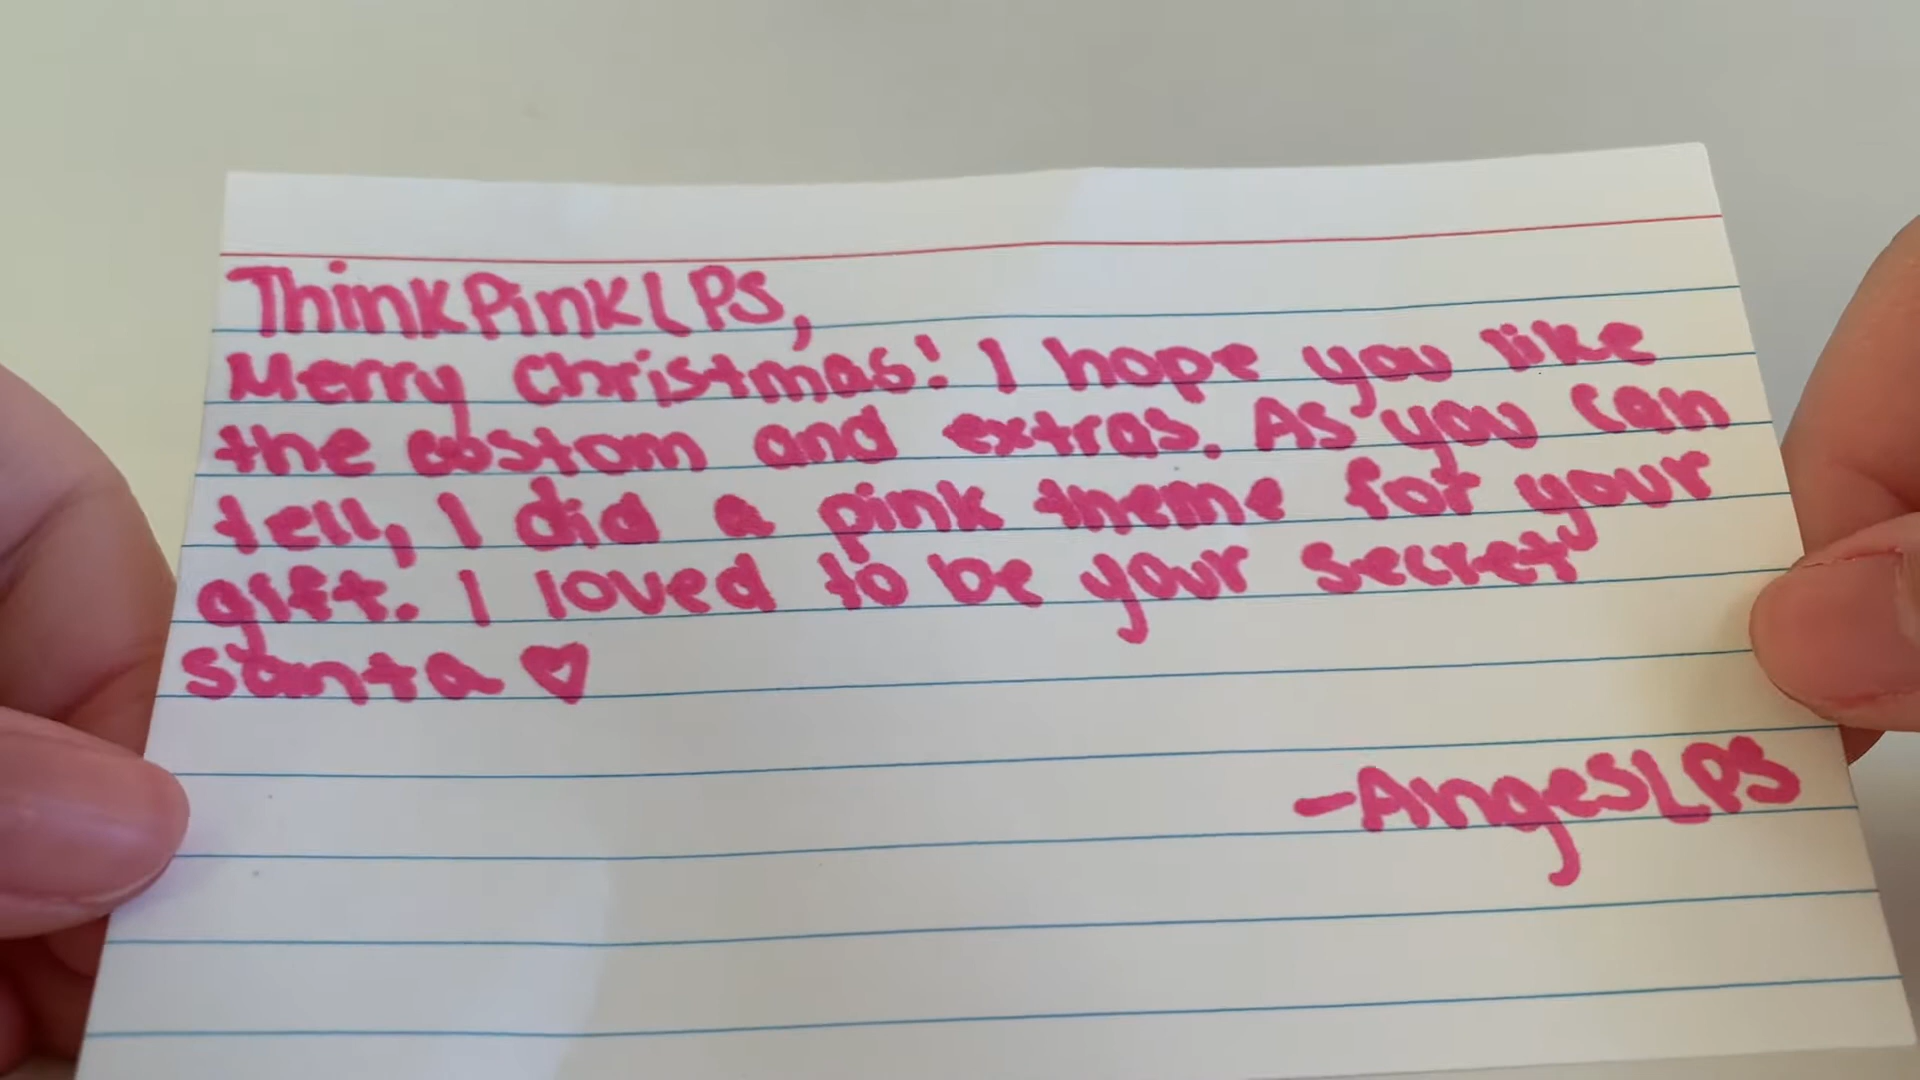 ThinkPinkLPS,
Merry Christmas! I hope you like
the custom and extras. As you can
tell, I did a pink theme for your
gift. I loved to be your secret
santa ♡
-AngesLPS